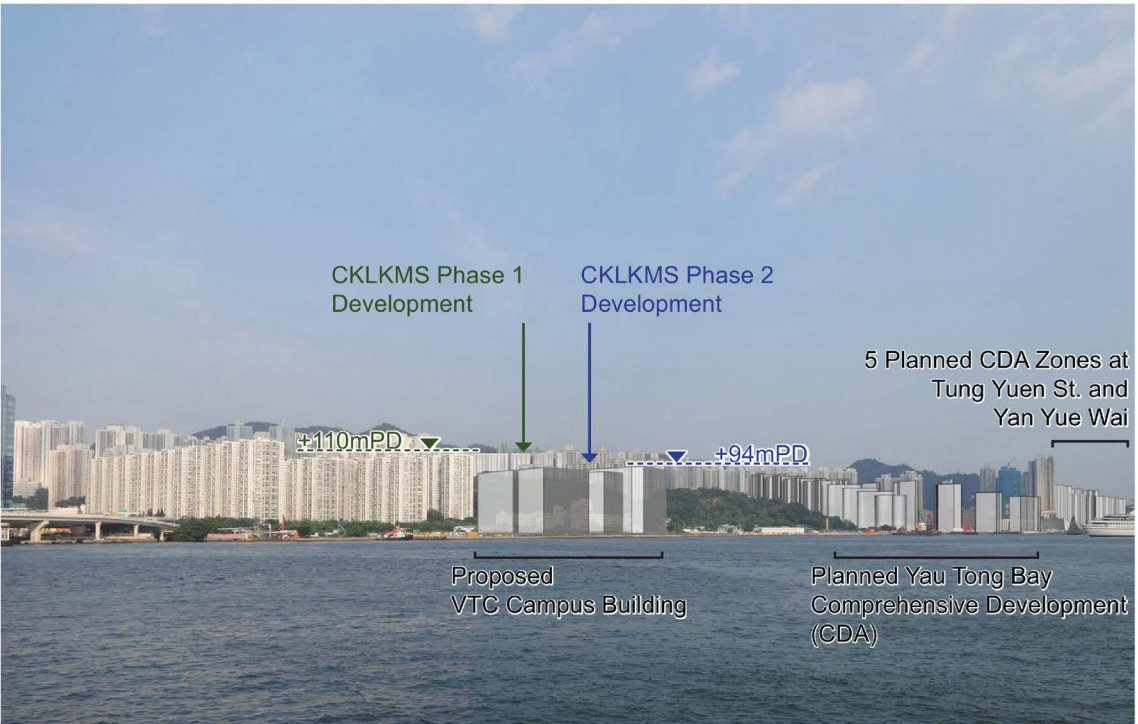 CKLKMS Phase 1
Development
CKLKMS Phase 2
Development
5 Planned CDA Zones at
Tung Yuen St. and
Yan Yue Wai
+110mPD
+94mPD
Proposed
VTC Campus Building
Planned Yau Tong Bay
Comprehensive Development
(CDA)